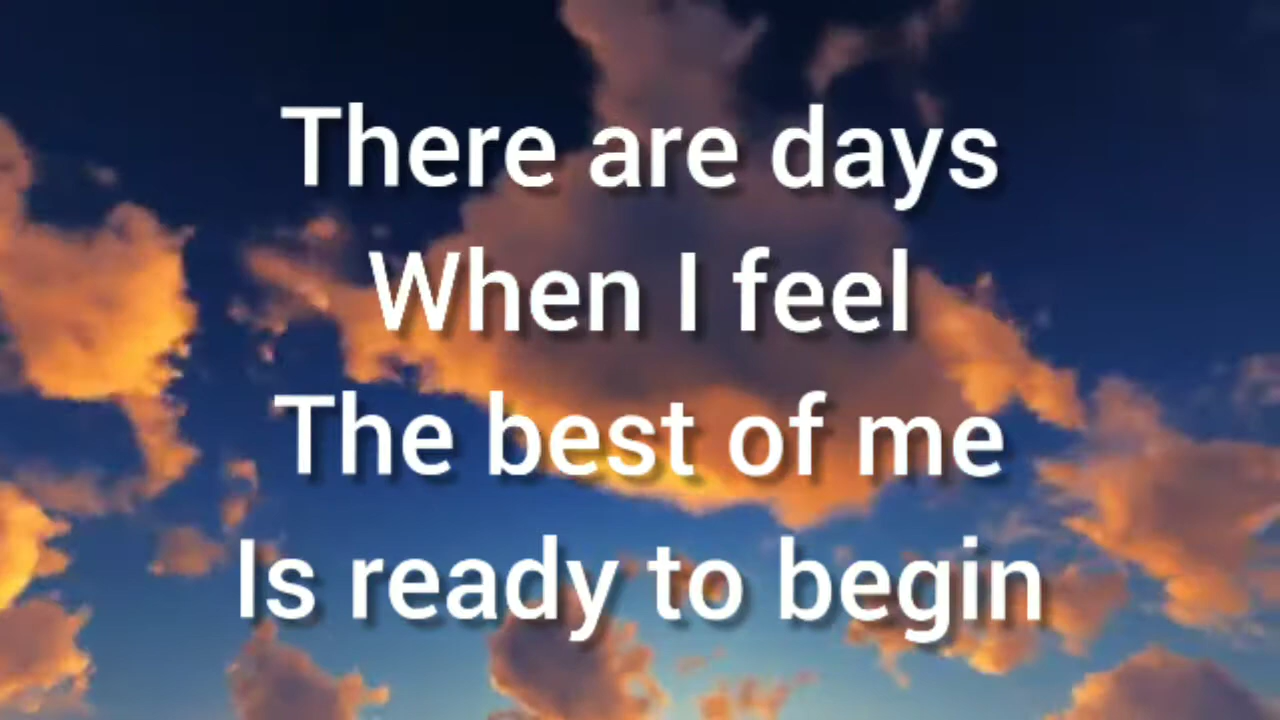 There are days
When I feel
The best of me
Is ready to begin